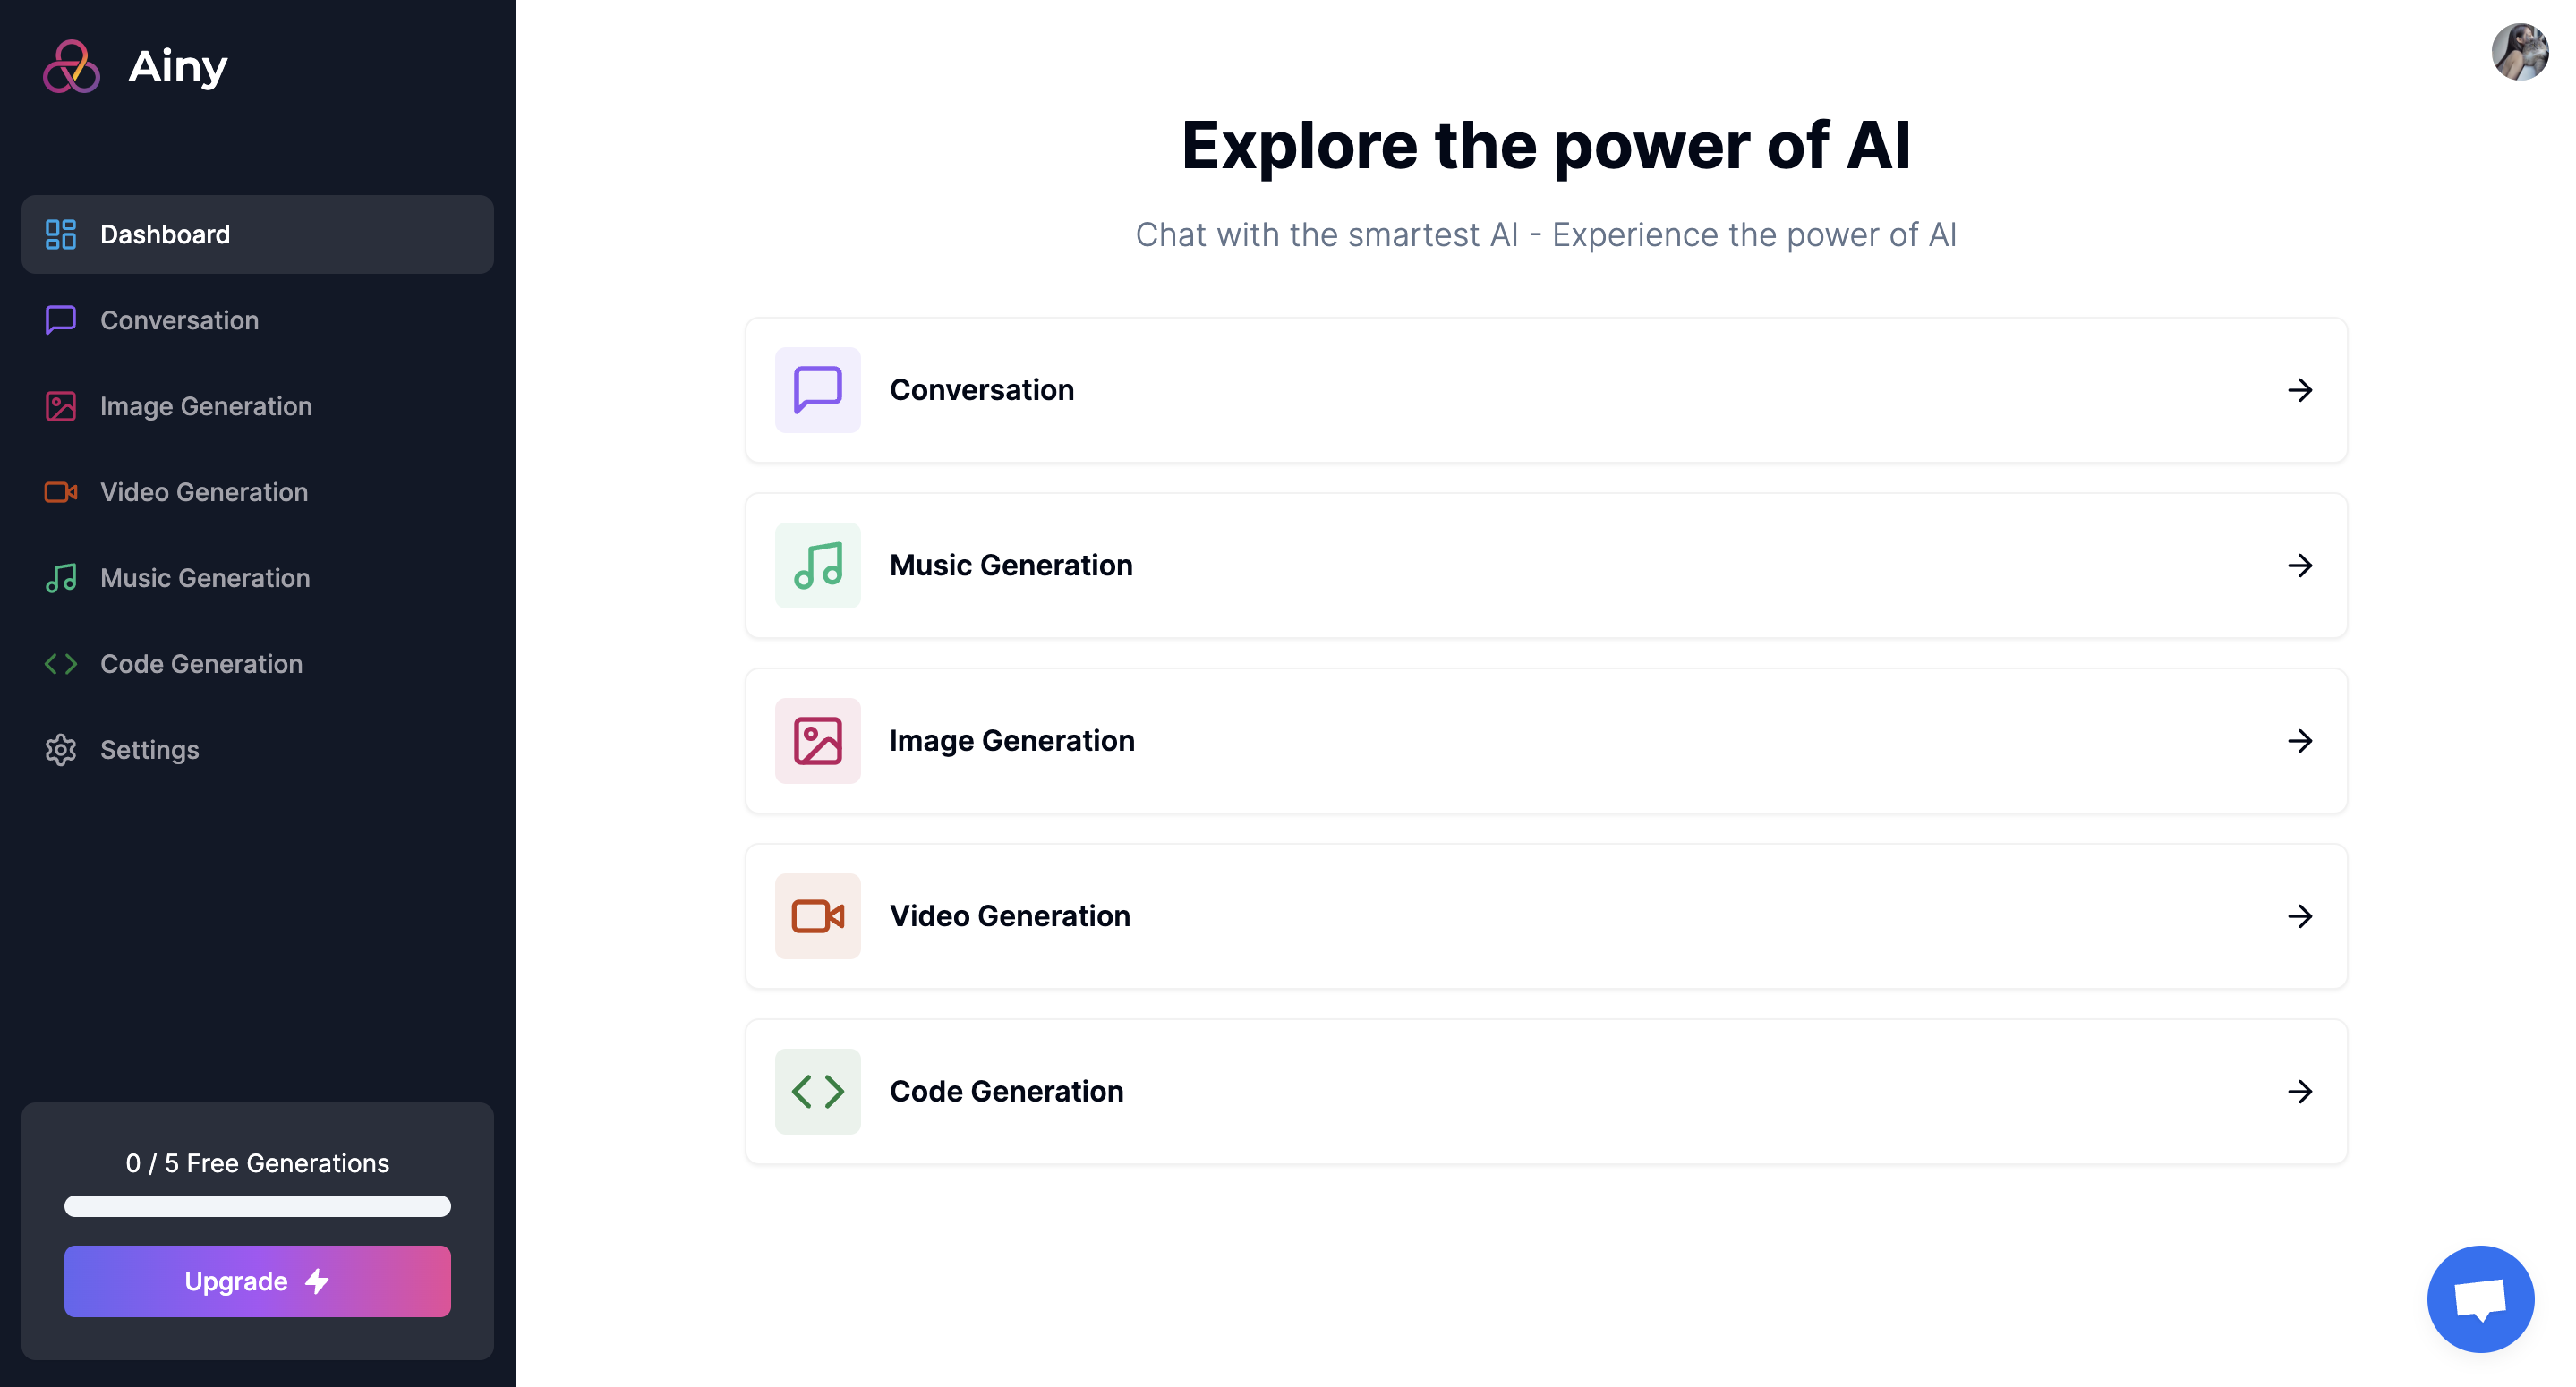 Ainy
Dashboard
Conversation
Image Generation
Video Generation
Music Generation
Code Generation
Settings
0 / 5 Free Generations
Upgrade
Explore the power of AI
Chat with the smartest AI - Experience the power of AI
Conversation
Music Generation
Image Generation
Video Generation
Code Generation